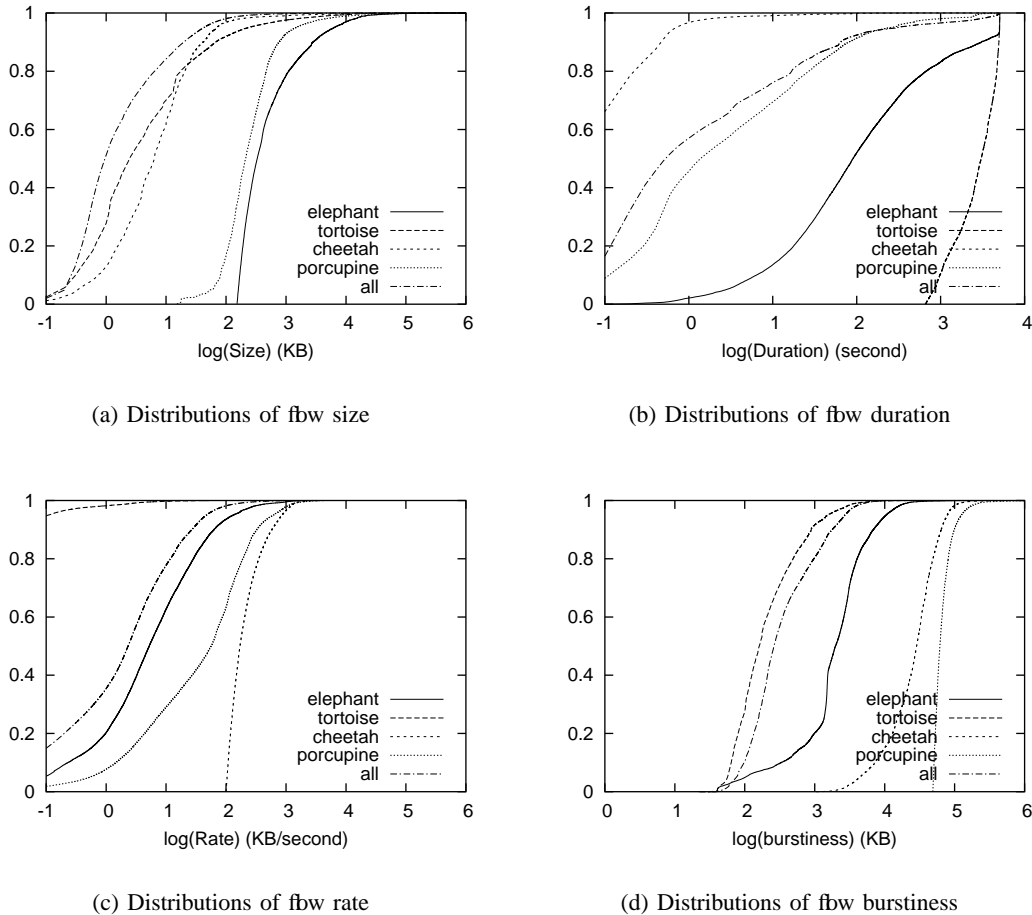 1
0.8
0.6
0.4
0.2
0
-1 0 1 2 3 4 5 6
log(Size) (KB)
elephant
tortoise
cheetah
porcupine
all
(a) Distributions of flow size
1
0.8
0.6
0.4
0.2
0
-1 0 1 2 3 4
log(Duration) (second)
elephant
tortoise
cheetah
porcupine
all
(b) Distributions of flow duration
1
0.8
0.6
0.4
0.2
0
-1 0 1 2 3 4 5 6
log(Rate) (KB/second)
elephant
tortoise
cheetah
porcupine
all
(c) Distributions of flow rate
1
0.8
0.6
0.4
0.2
0
0 1 2 3 4 5 6
log(burstiness) (KB)
elephant
tortoise
cheetah
porcupine
all
(d) Distributions of flow burstiness